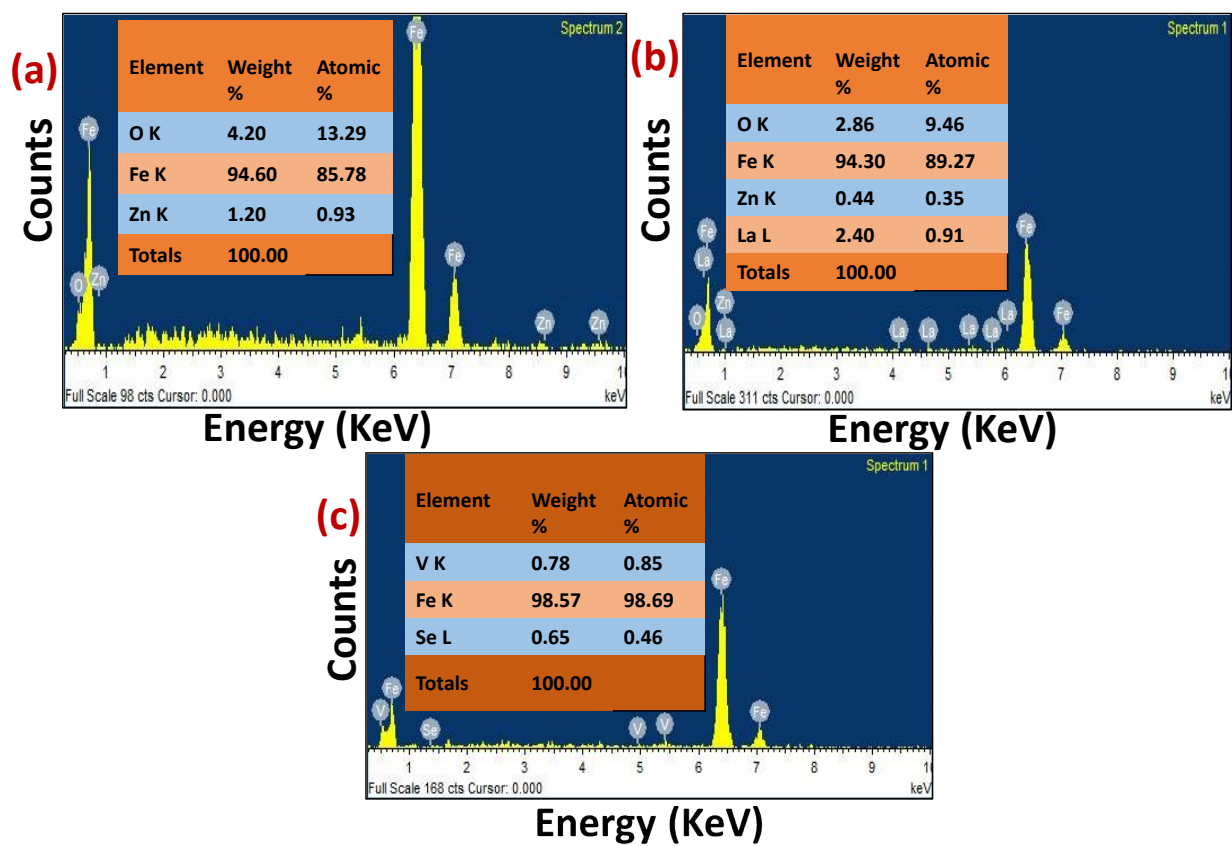 (a)
Counts
Spectrum 2
Element Weight % Atomic %
O K 4.20 13.29
Fe K 94.60 85.78
Zn K 1.20 0.93
Totals 100.00
Fe
O
Zn
Fe
Fe
Zn
Zn
1 2 3 4 5 6 7 8 9 1
Full Scale 98 cts Cursor: 0.000 keV
Energy (KeV)
(b)
Counts
Spectrum 1
Element Weight % Atomic %
O K 2.86 9.46
Fe K 94.30 89.27
Zn K 0.44 0.35
La L 2.40 0.91
Totals 100.00
Fe
La
O
Zn
La
La
La
La
La
La
Fe
Fe
1 2 3 4 5 6 7 8 9 1
Full Scale 311 cts Cursor: 0.000 keV
Energy (KeV)
(c)
Counts
Spectrum 1
Element Weight % Atomic %
V K 0.78 0.85
Fe K 98.57 98.69
Se L 0.65 0.46
Totals 100.00
V
Fe
Se
V
V
Fe
Fe
1 2 3 4 5 6 7 8 9 1
Full Scale 168 cts Cursor: 0.000 keV
Energy (KeV)